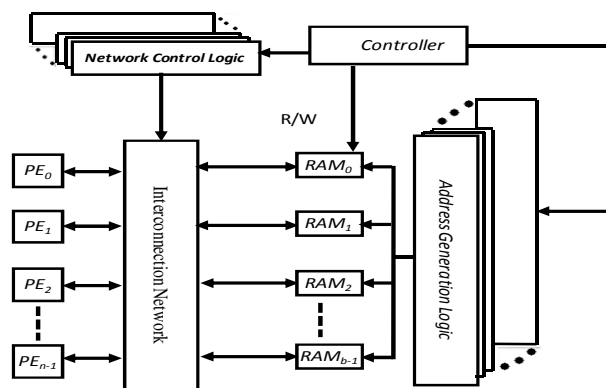 Controller
Network Control Logic
R/W
PE0
PE1
PE2
PEn-1
Interconnection Network
RAM0
RAM1
RAM2
RAMb-1
Address Generation Logic